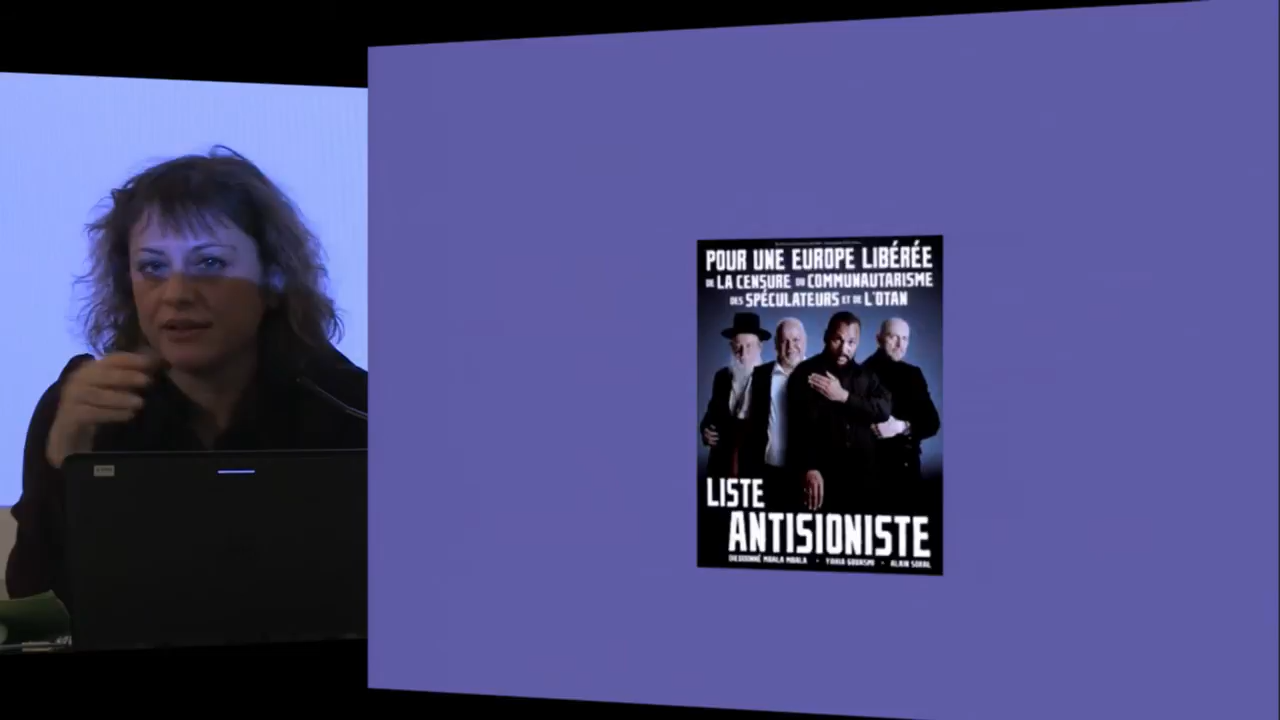 POUR UNE EUROPE LIBÉRÉE
DE LA CENSURE DU COMMUNAUTARISME
DES SPÉCULATEURS ET DE L'OTAN
LISTE
ANTISIONISTE
DIEUDONNÉ MBALA MBALA • YAHIA GOUASMI • ALAIN SORAL